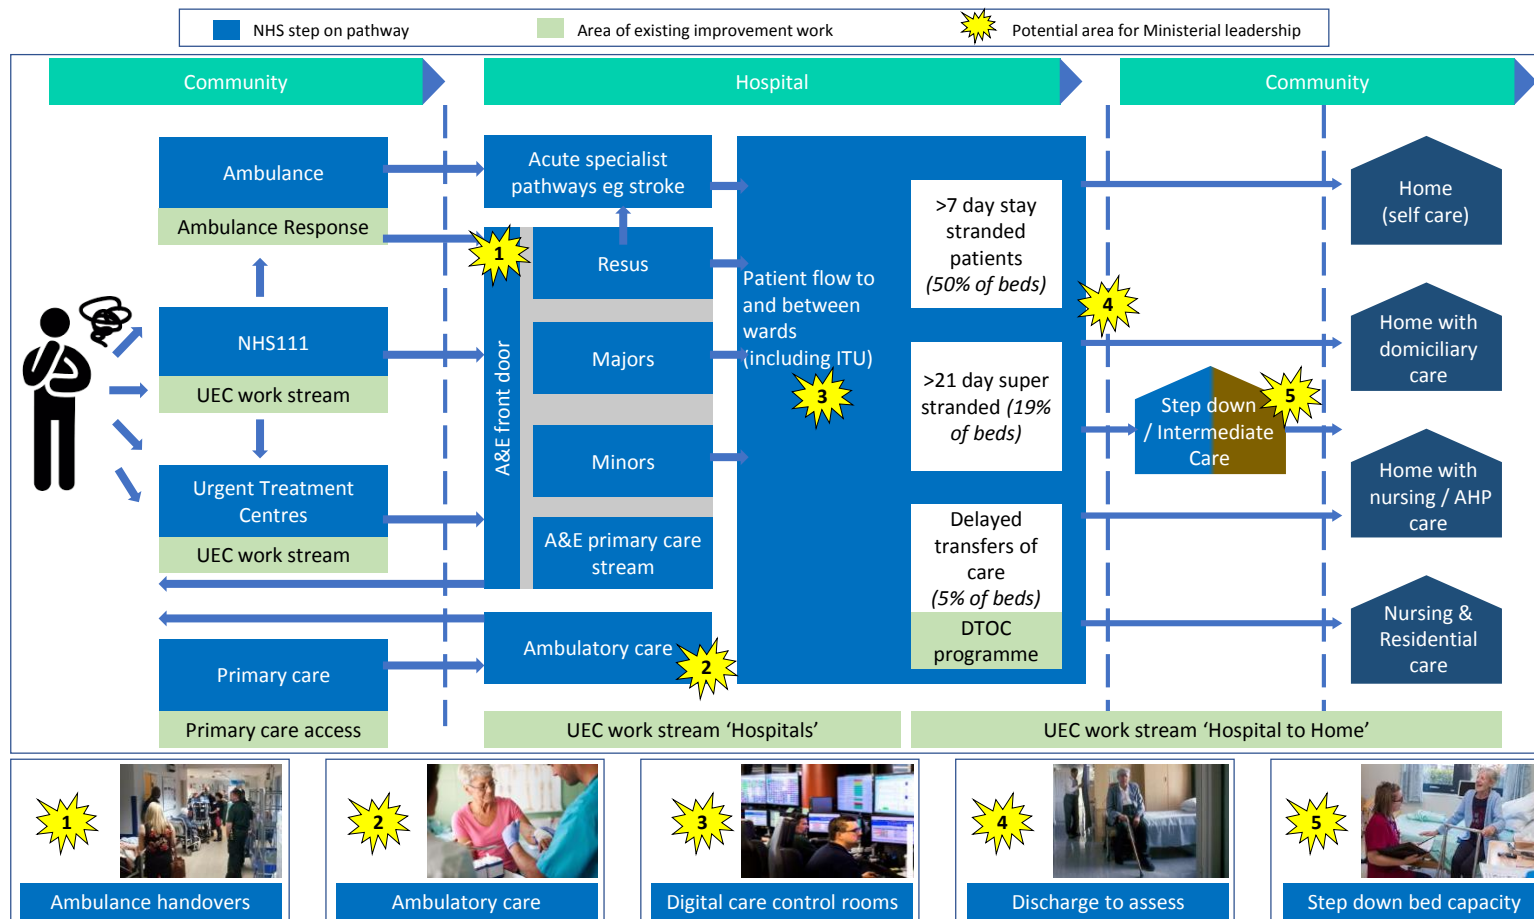 NHS step on pathway
Area of existing improvement work
Potential area for Ministerial leadership
Community
Hospital
Community
Ambulance
Ambulance Response
NHS111
UEC work stream
Urgent Treatment
Centres
UEC work stream
Primary care
Primary care access
Acute specialist
pathways eg stroke
1
A&E front door
Resus
Majors
Minors
A&E primary care
stream
Ambulatory care
2
Patient flow to
and between
wards
(including ITU)
3
>7 day stay
stranded
patients
(50% of beds)
>21 day super
stranded (19%
of beds)
Delayed
transfers of
care
(5% of beds)
DTOC
programme
4
Step down
/ Intermediate
Care
5
Home
(self care)
Home with
domiciliary
care
Home with
nursing / AHP
care
Nursing &
Residential
care
UEC work stream ‘Hospitals’
UEC work stream ‘Hospital to Home’
1
Ambulance handovers
2
Ambulatory care
3
Digital care control rooms
4
Discharge to assess
5
Step down bed capacity